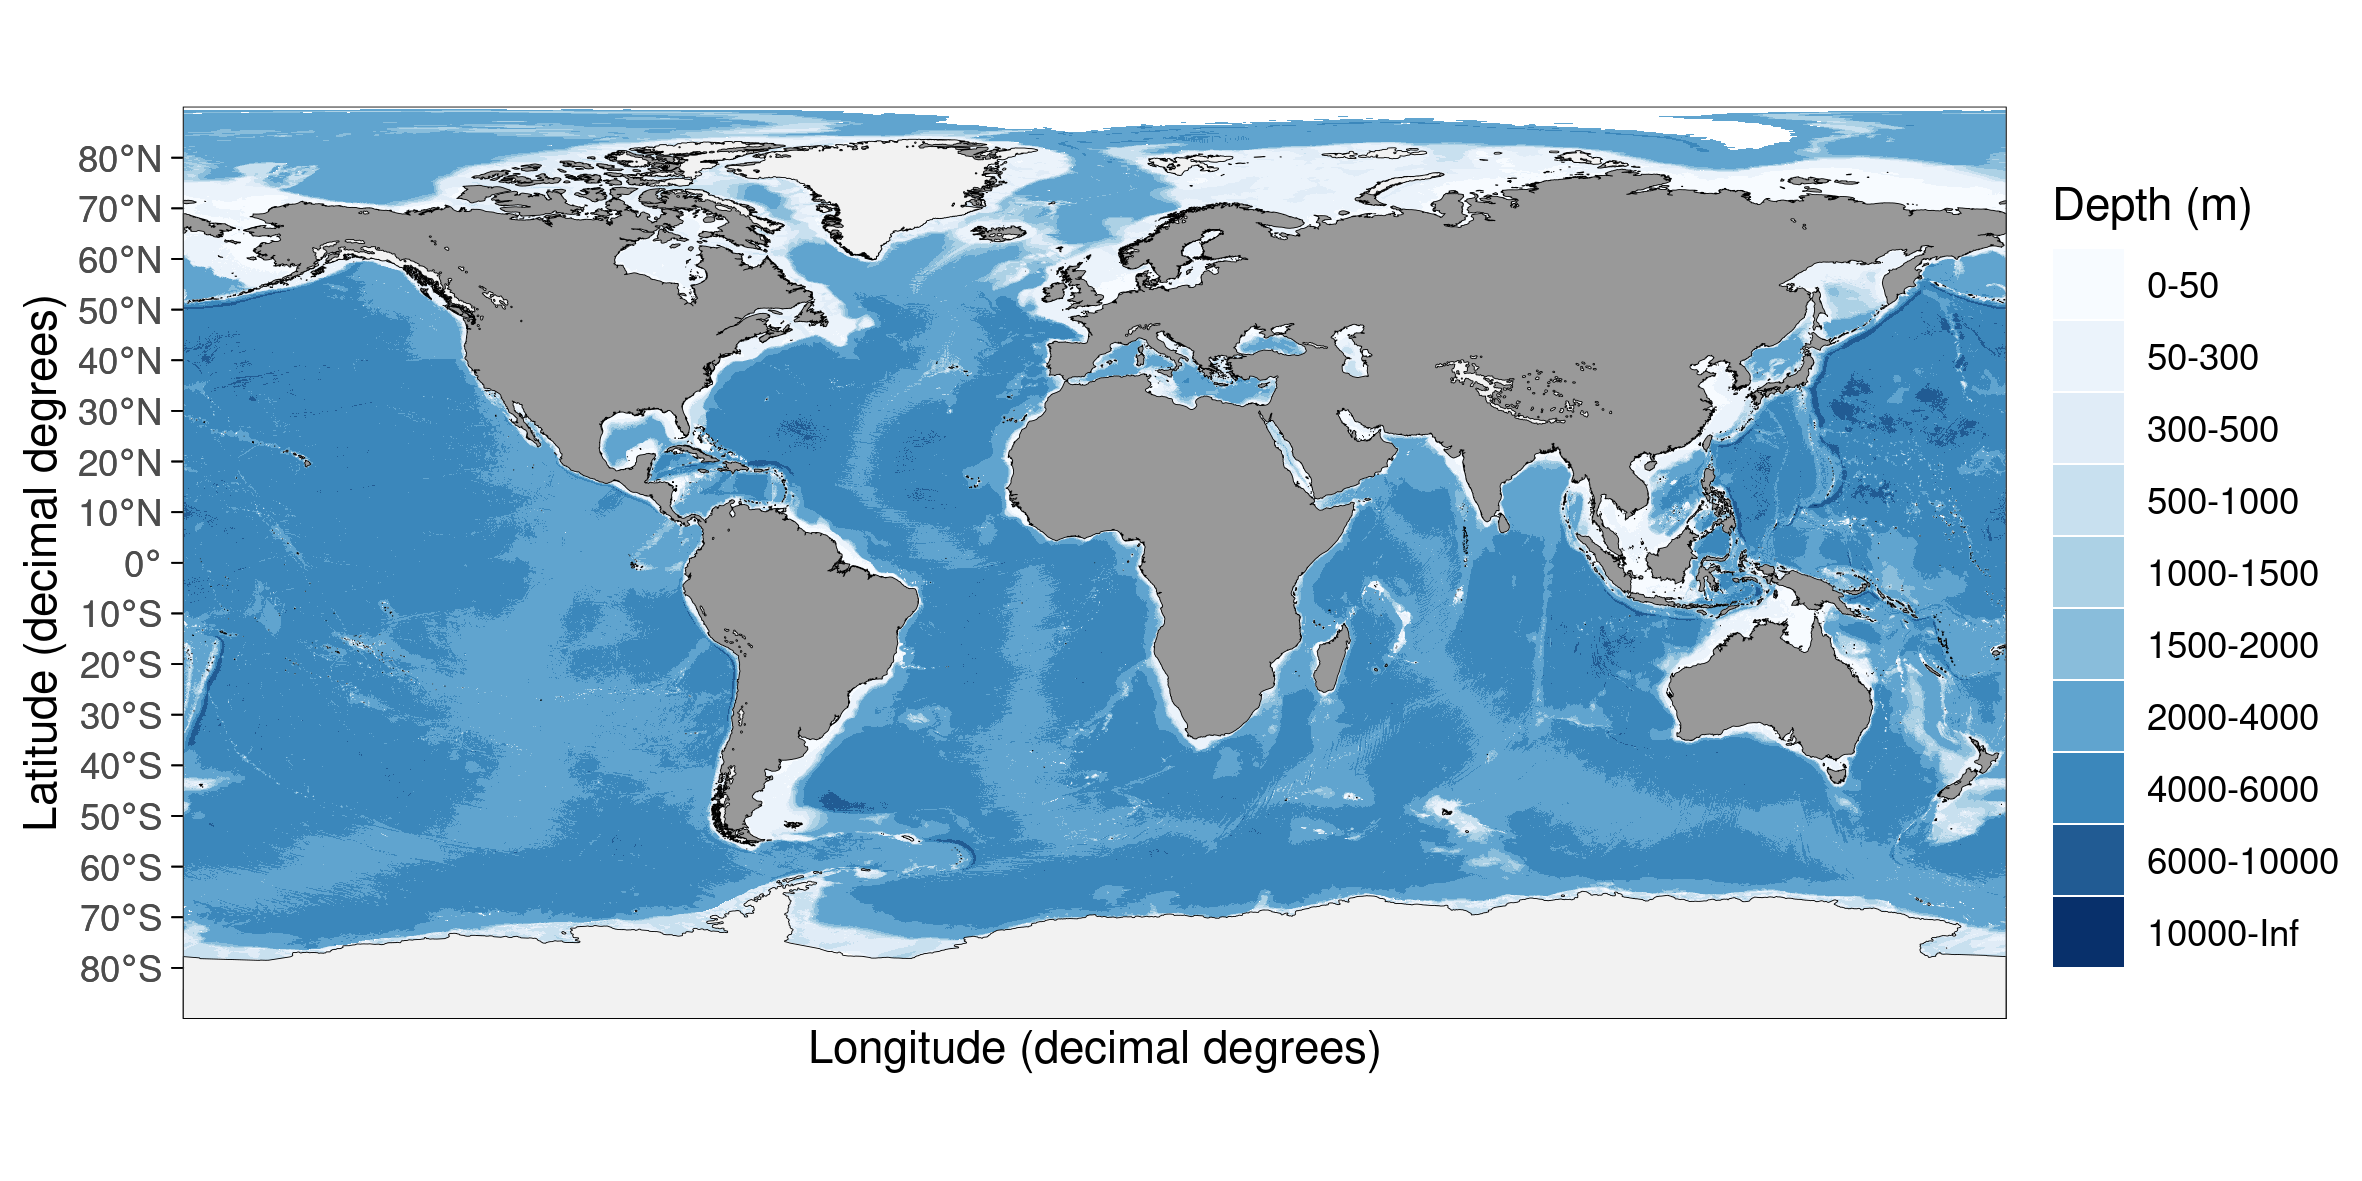 80°N
70°N
60°N
50°N
40°N
30°N
20°N
10°N
0°
10°S
20°S
30°S
40°S
50°S
60°S
70°S
80°S
Latitude (decimal degrees)
Longitude (decimal degrees)
Depth (m)
0-50
50-300
300-500
500-1000
1000-1500
1500-2000
2000-4000
4000-6000
6000-10000
10000-Inf